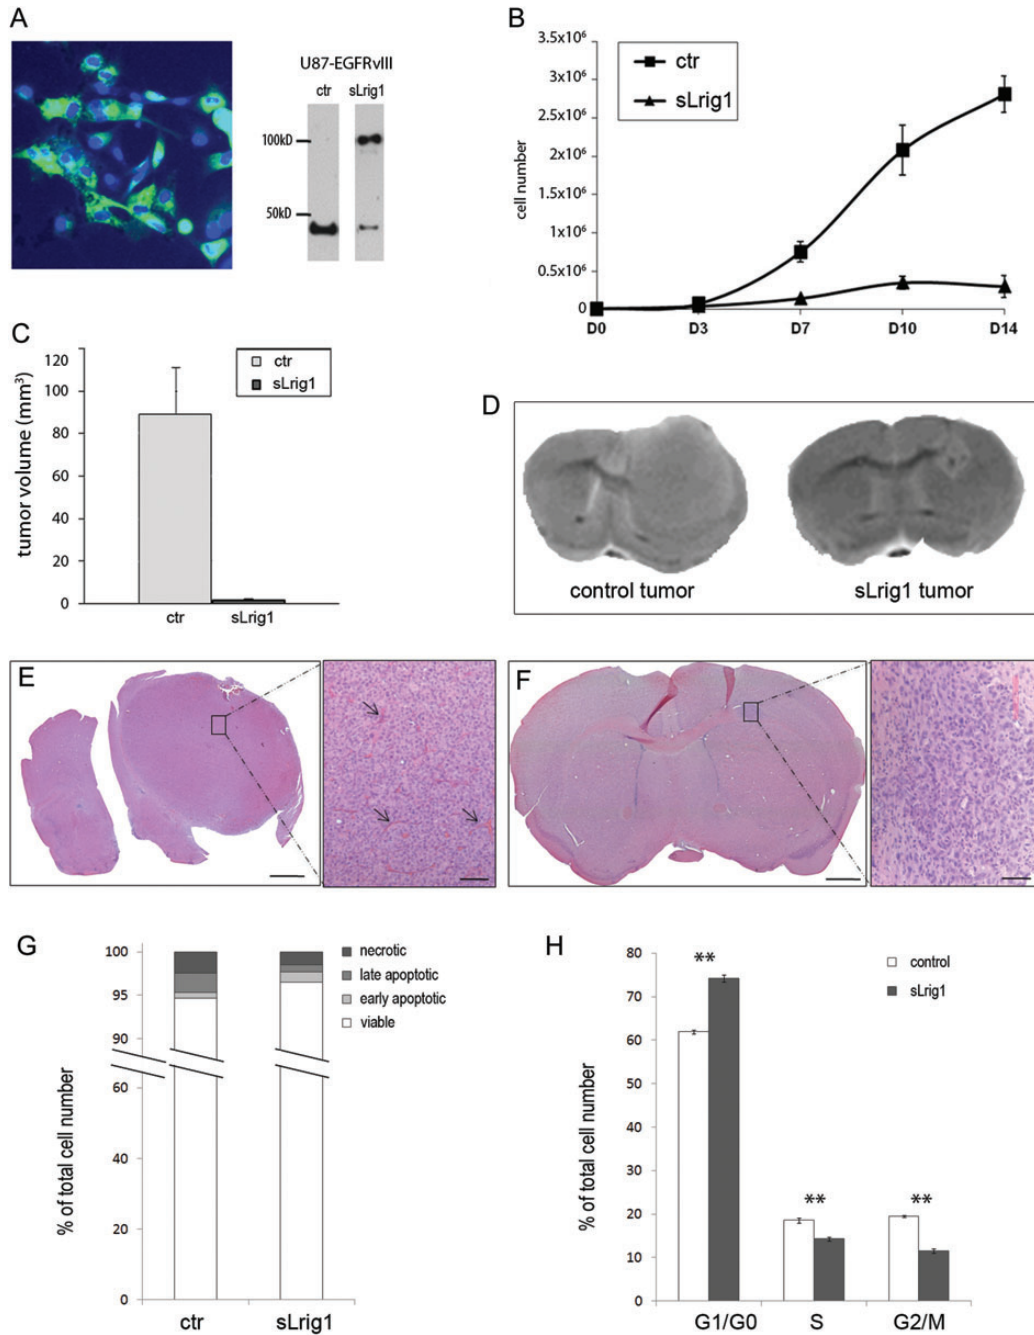 A
U87-EGFRvIII
ctr sLrig1
100kD
50kD
B
3.5x10⁶
3x10⁶
2.5x10⁶
2x10⁶
1.5x10⁶
1x10⁶
0.5x10⁶
0
cell number
ctr
sLrig1
D0 D3 D7 D10 D14
C
120
100
80
60
40
20
0
tumor volume (mm³)
ctr
sLrig1
ctr sLrig1
D
control tumor sLrig1 tumor
E
F
G
100
95
90
60
40
20
0
% of total cell number
necrotic
late apoptotic
early apoptotic
viable
ctr sLrig1
H
80
70
60
50
40
30
20
10
0
% of total cell number
**
** **
control
sLrig1
G1/G0 S G2/M